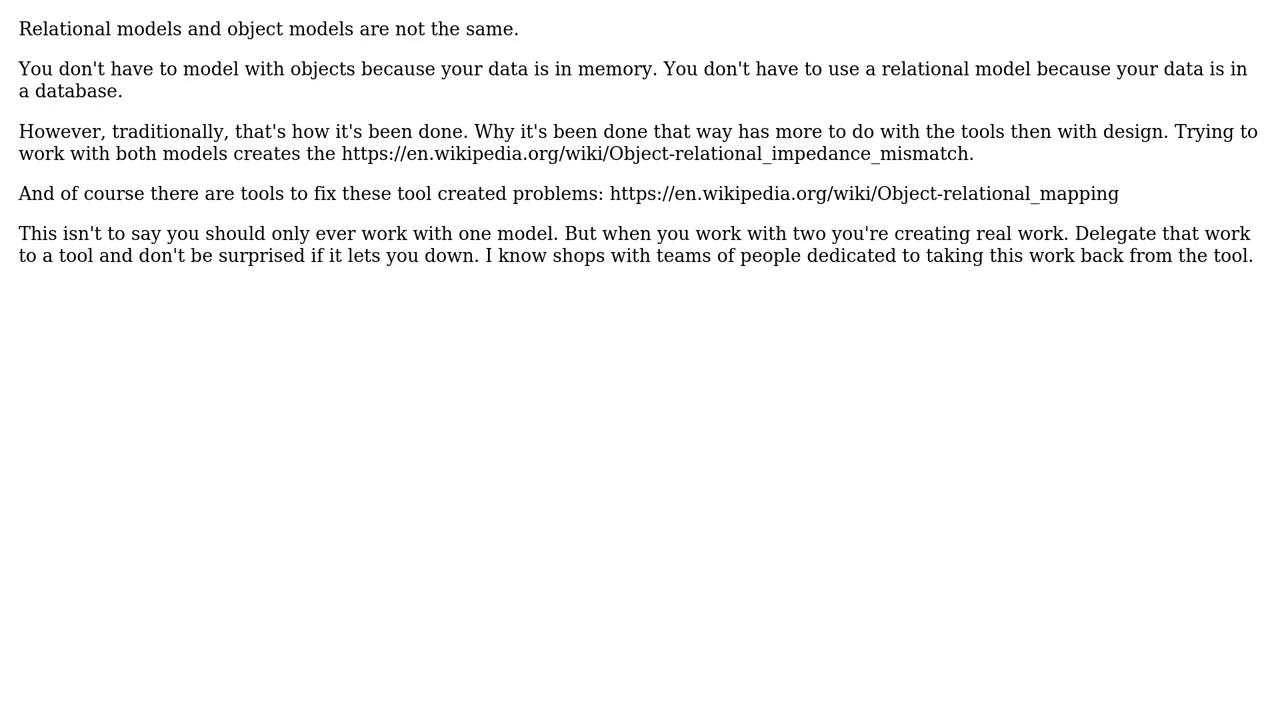 Relational models and object models are not the same.
You don't have to model with objects because your data is in memory. You don't have to use a relational model because your data is in
a database.
However, traditionally, that's how it's been done. Why it's been done that way has more to do with the tools then with design. Trying to
work with both models creates the https://en.wikipedia.org/wiki/Object-relational_impedance_mismatch.
And of course there are tools to fix these tool created problems: https://en.wikipedia.org/wiki/Object-relational_mapping
This isn't to say you should only ever work with one model. But when you work with two you're creating real work. Delegate that work
to a tool and don't be surprised if it lets you down. I know shops with teams of people dedicated to taking this work back from the tool.